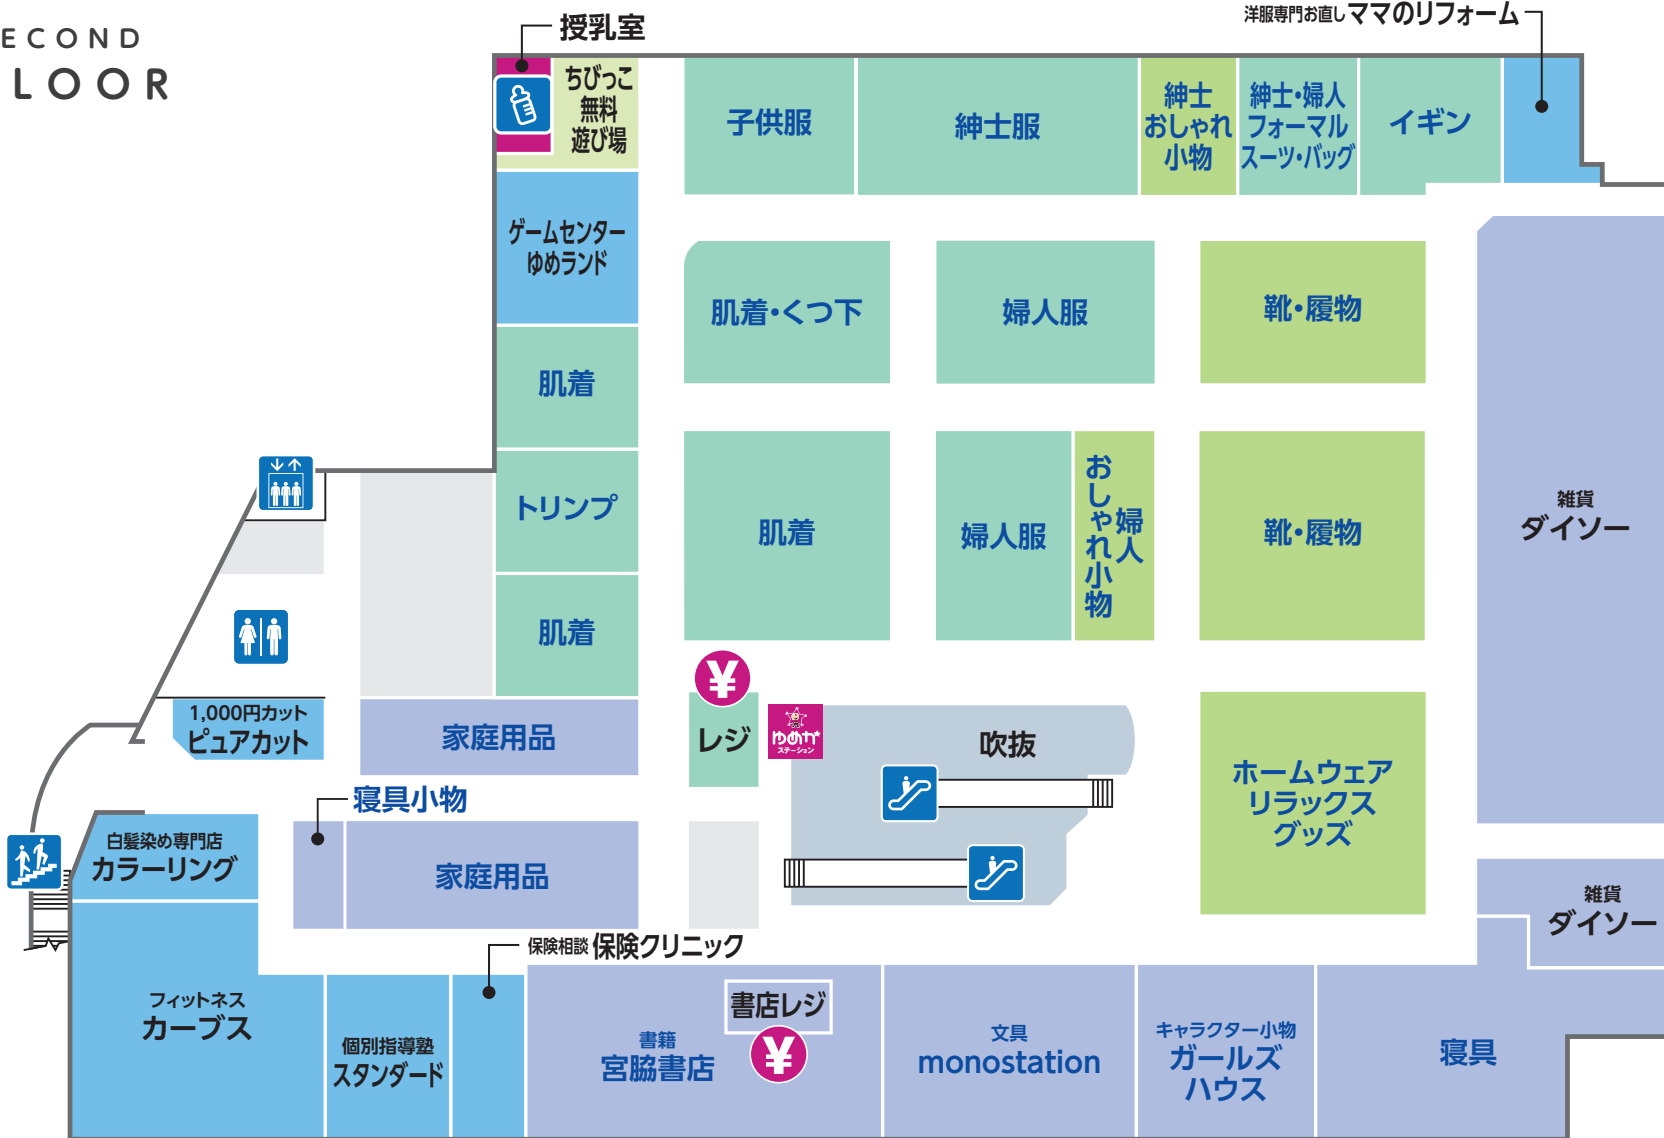 ECOND
LOOR
授乳室
洋服専門お直し ママのリフォーム
ちびっこ
無料
遊び場
子供服
紳士服
紳士
おしゃれ
小物
紳士・婦人
フォーマル
スーツ・バッグ
イギン
ゲームセンター
ゆめランド
肌着・くつ下
婦人服
靴・履物
肌着
トリンプ
肌着
肌着
婦人服
婦人
おしゃれ小物
靴・履物
雑貨
ダイソー
1,000円カット
ピュアカット
家庭用品
¥
レジ
ゆめか
ステーション
吹抜
ホームウェア
リラックス
グッズ
寝具小物
家庭用品
白髪染め専門店
カラーリング
雑貨
ダイソー
保険相談 保険クリニック
フィットネス
カーブス
個別指導塾
スタンダード
書籍
宮脇書店
書店レジ
¥
文具
monostation
キャラクター小物
ガールズ
ハウス
寝具